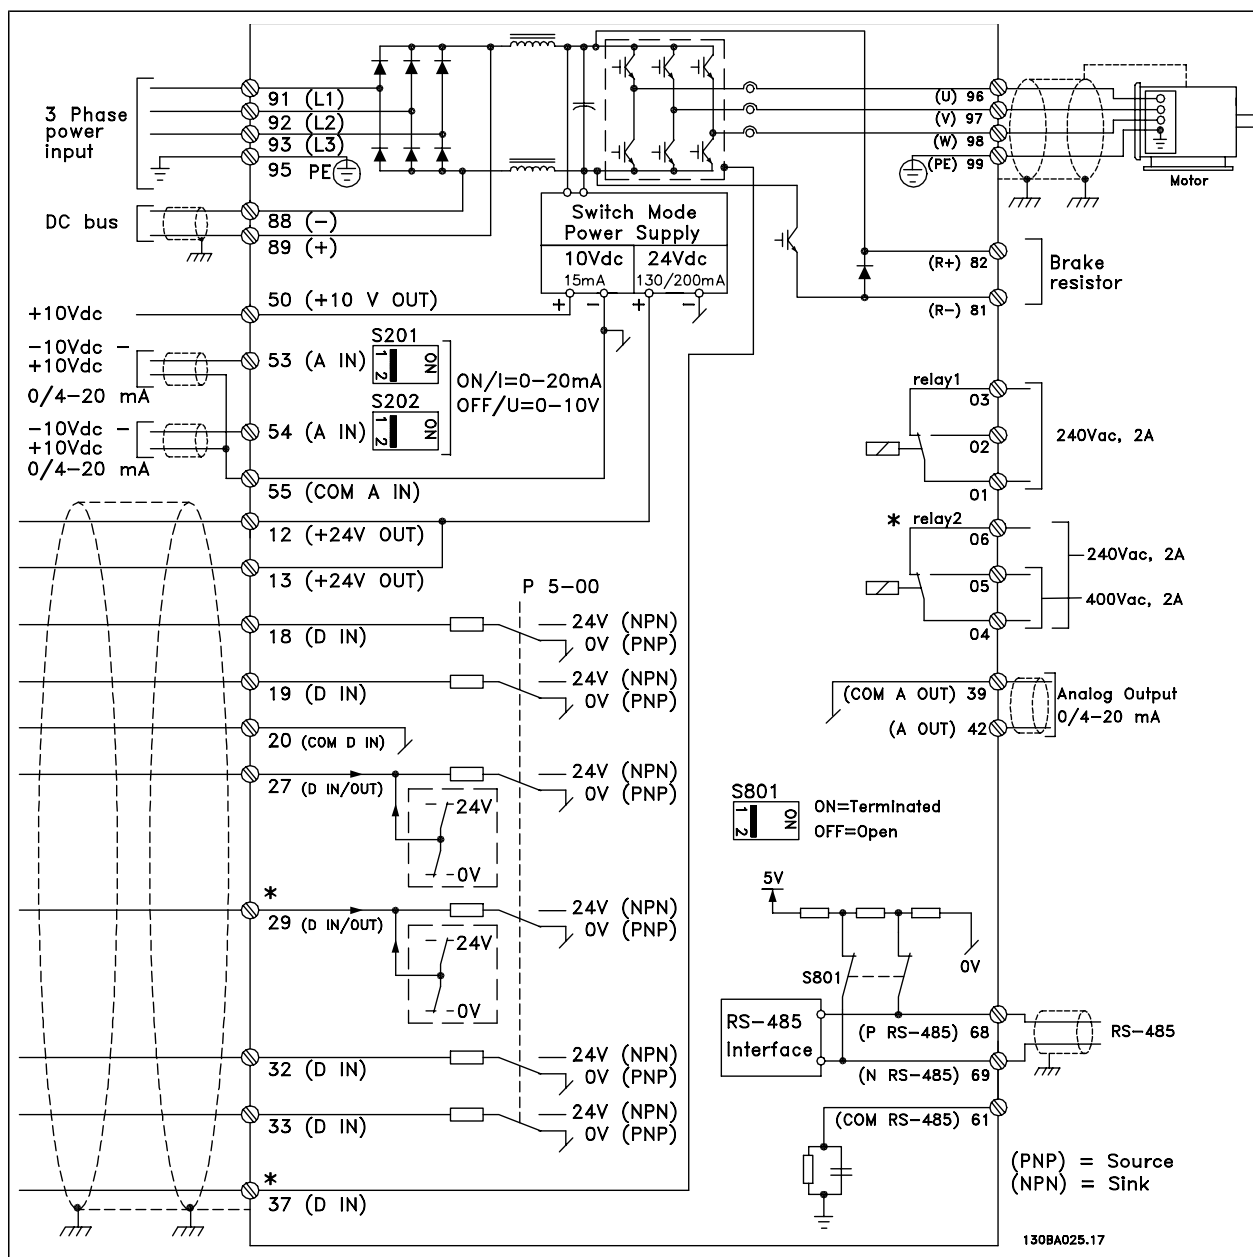 3 Phase
power
input
91 (L1)
92 (L2)
93 (L3)
95 PE
DC bus
88 (-)
89 (+)
+10Vdc
50 (+10 V OUT)
-10Vdc -
+10Vdc
0/4-20 mA
53 (A IN)
S201
1 2
ON
-10Vdc -
+10Vdc
0/4-20 mA
54 (A IN)
S202
1 2
ON
ON/I=0-20mA
OFF/U=0-10V
55 (COM A IN)
12 (+24V OUT)
13 (+24V OUT)
P 5-00
18 (D IN)
24V (NPN)
0V (PNP)
19 (D IN)
24V (NPN)
0V (PNP)
20 (COM D IN)
27 (D IN/OUT)
24V (NPN)
0V (PNP)
24V
0V
*
29 (D IN/OUT)
24V (NPN)
0V (PNP)
24V
0V
32 (D IN)
24V (NPN)
0V (PNP)
33 (D IN)
24V (NPN)
0V (PNP)
*
37 (D IN)
Switch Mode
Power Supply
10Vdc
15mA
24Vdc
130/200mA
+ - + -
(U) 96
(V) 97
(W) 98
(PE) 99
Motor
(R+) 82
(R-) 81
Brake
resistor
relay1
03
02
01
240Vac, 2A
* relay2
06
05
04
240Vac, 2A
400Vac, 2A
(COM A OUT) 39
(A OUT) 42
Analog Output
0/4-20 mA
S801
1 2
ON
ON=Terminated
OFF=Open
5V
0V
S801
RS-485
Interface
(P RS-485) 68
(N RS-485) 69
RS-485
(COM RS-485) 61
(PNP) = Source
(NPN) = Sink
130BA025.17